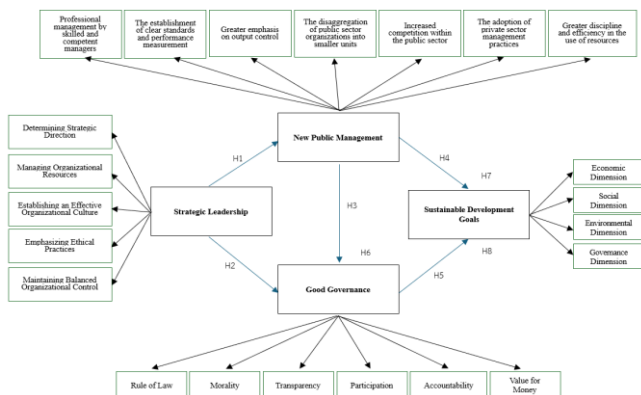 Professional
management by
skilled and
competent
managers
The establishment
of clear standards
and performance
measurement
Greater emphasis
on output control
The disaggregation
of public sector
organizations into
smaller units
Increased
competition within
the public sector
The adoption of
private sector
management
practices
Greater discipline
and efficiency in the
use of resources
Determining Strategic
Direction
Managing Organizational
Resources
Establishing an Effective
Organizational Culture
Emphasizing Ethical
Practices
Maintaining Balanced
Organizational Control
Strategic Leadership
H1
H2
New Public Management
H3
H6
Good Governance
H4
H7
H5
H8
Sustainable Development
Goals
Economic
Dimension
Social
Dimension
Environmental
Dimension
Governance
Dimension
Rule of Law
Morality
Transparency
Participation
Accountability
Value for
Money